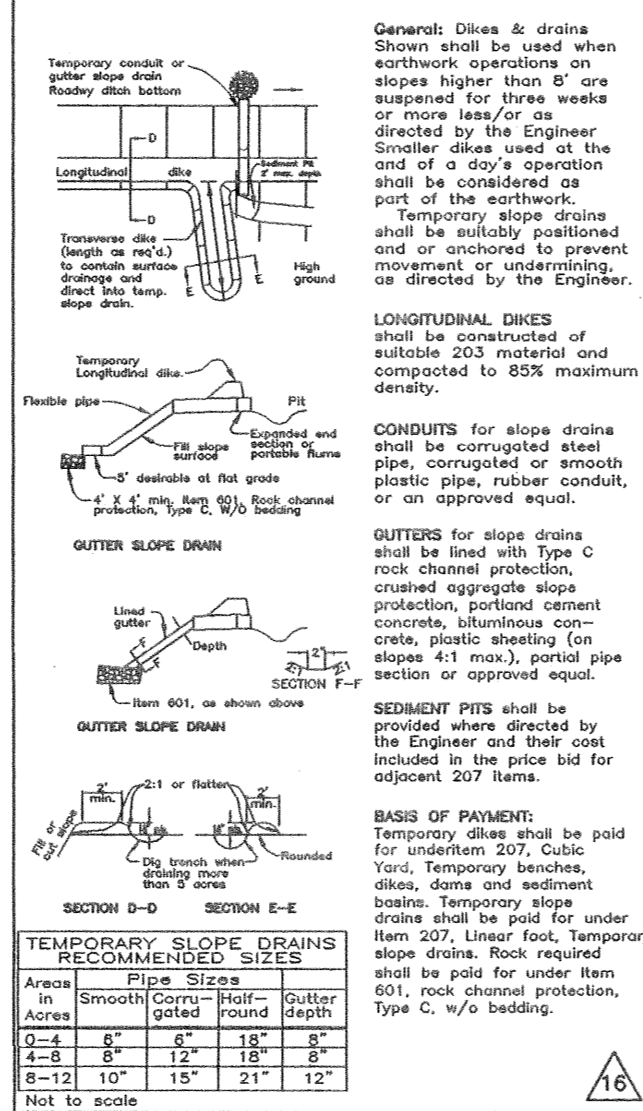 Temporary conduit or
gutter slope drain
Roadwy ditch bottom
D
Longitudinal dike
Sediment Pit
2' max. depth
D
Transverse dike
(length as req'd.)
to contain surface
drainage and
direct into temp.
slope drain.
E
E
High
ground
Temporary
Longitudinal dike.
Flexible pipe
Pit
Fill slope
surface
Expanded end
section or
portable flume
5' desirable at flat grade
4' X 4' min. Item 601, Rock channel
protection, Type C, W/O bedding
GUTTER SLOPE DRAIN
Lined
gutter
F
F
Depth
2"
2:1
2:1
SECTION F-F
Item 601, as shown above
GUTTER SLOPE DRAIN
2'
min.
2:1 or flatter
2'
min.
Fill or
cut slope
Dig trench when
draining more
than 5 acres
Rounded
SECTION D-D
SECTION E-E
TEMPORARY SLOPE DRAINS
RECOMMENDED SIZES
Areas
in
Acres
Pipe Sizes
Smooth
Corru-
gated
Half-
round
Gutter
depth
0-4 6" 6" 18" 8"
4-8 8" 12" 18" 8"
8-12 10" 15" 21" 12"
Not to scale
General: Dikes & drains
Shown shall be used when
earthwork operations on
slopes higher than 8' are
suspened for three weeks
or more less/or as
directed by the Engineer
Smaller dikes used at the
and of a day's operation
shall be considered as
part of the earthwork.
Temporary slope drains
shall be suitably positioned
and or anchored to prevent
movement or undermining,
as directed by the Engineer.
LONGITUDINAL DIKES
shall be constructed of
suitable 203 material and
compacted to 85% maximum
density.
CONDUITS for slope drains
shall be corrugated steel
pipe, corrugated or smooth
plastic pipe, rubber conduit,
or an approved equal.
GUTTERS for slope drains
shall be lined with Type C
rock channel protection,
crushed aggregate slope
protection, portland cement
concrete, bituminous con-
crete, plastic sheeting (on
slopes 4:1 max.), partial pipe
section or approved equal.
SEDIMENT PITS shall be
provided where directed by
the Engineer and their cost
included in the price bid for
adjacent 207 items.
BASIS OF PAYMENT:
Temporary dikes shall be paid
for underitem 207, Cubic
Yard, Temporary benches,
dikes, dams and sediment
basins. Temporary slope
drains shall be paid for under
Item 207, Linear foot, Temporar
slope drains. Rock required
shall be paid for under Item
601, rock channel protection,
Type C, w/o bedding.
16